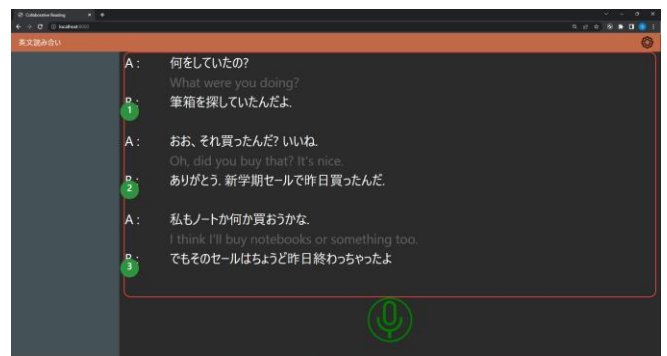 Collaborative Reading
localhost:8000
英文読み合い
A : 何をしていたの?
What were you doing?
B : 筆箱を探していたんだよ.
1
A : おお、それ買ったんだ? いいね.
Oh, did you buy that? It's nice.
B : ありがとう. 新学期セールで昨日買ったんだ.
2
A : 私もノートか何か買おうかな.
I think I'll buy notebooks or something too.
B : でもそのセールはちょうど昨日終わっちゃったよ
3